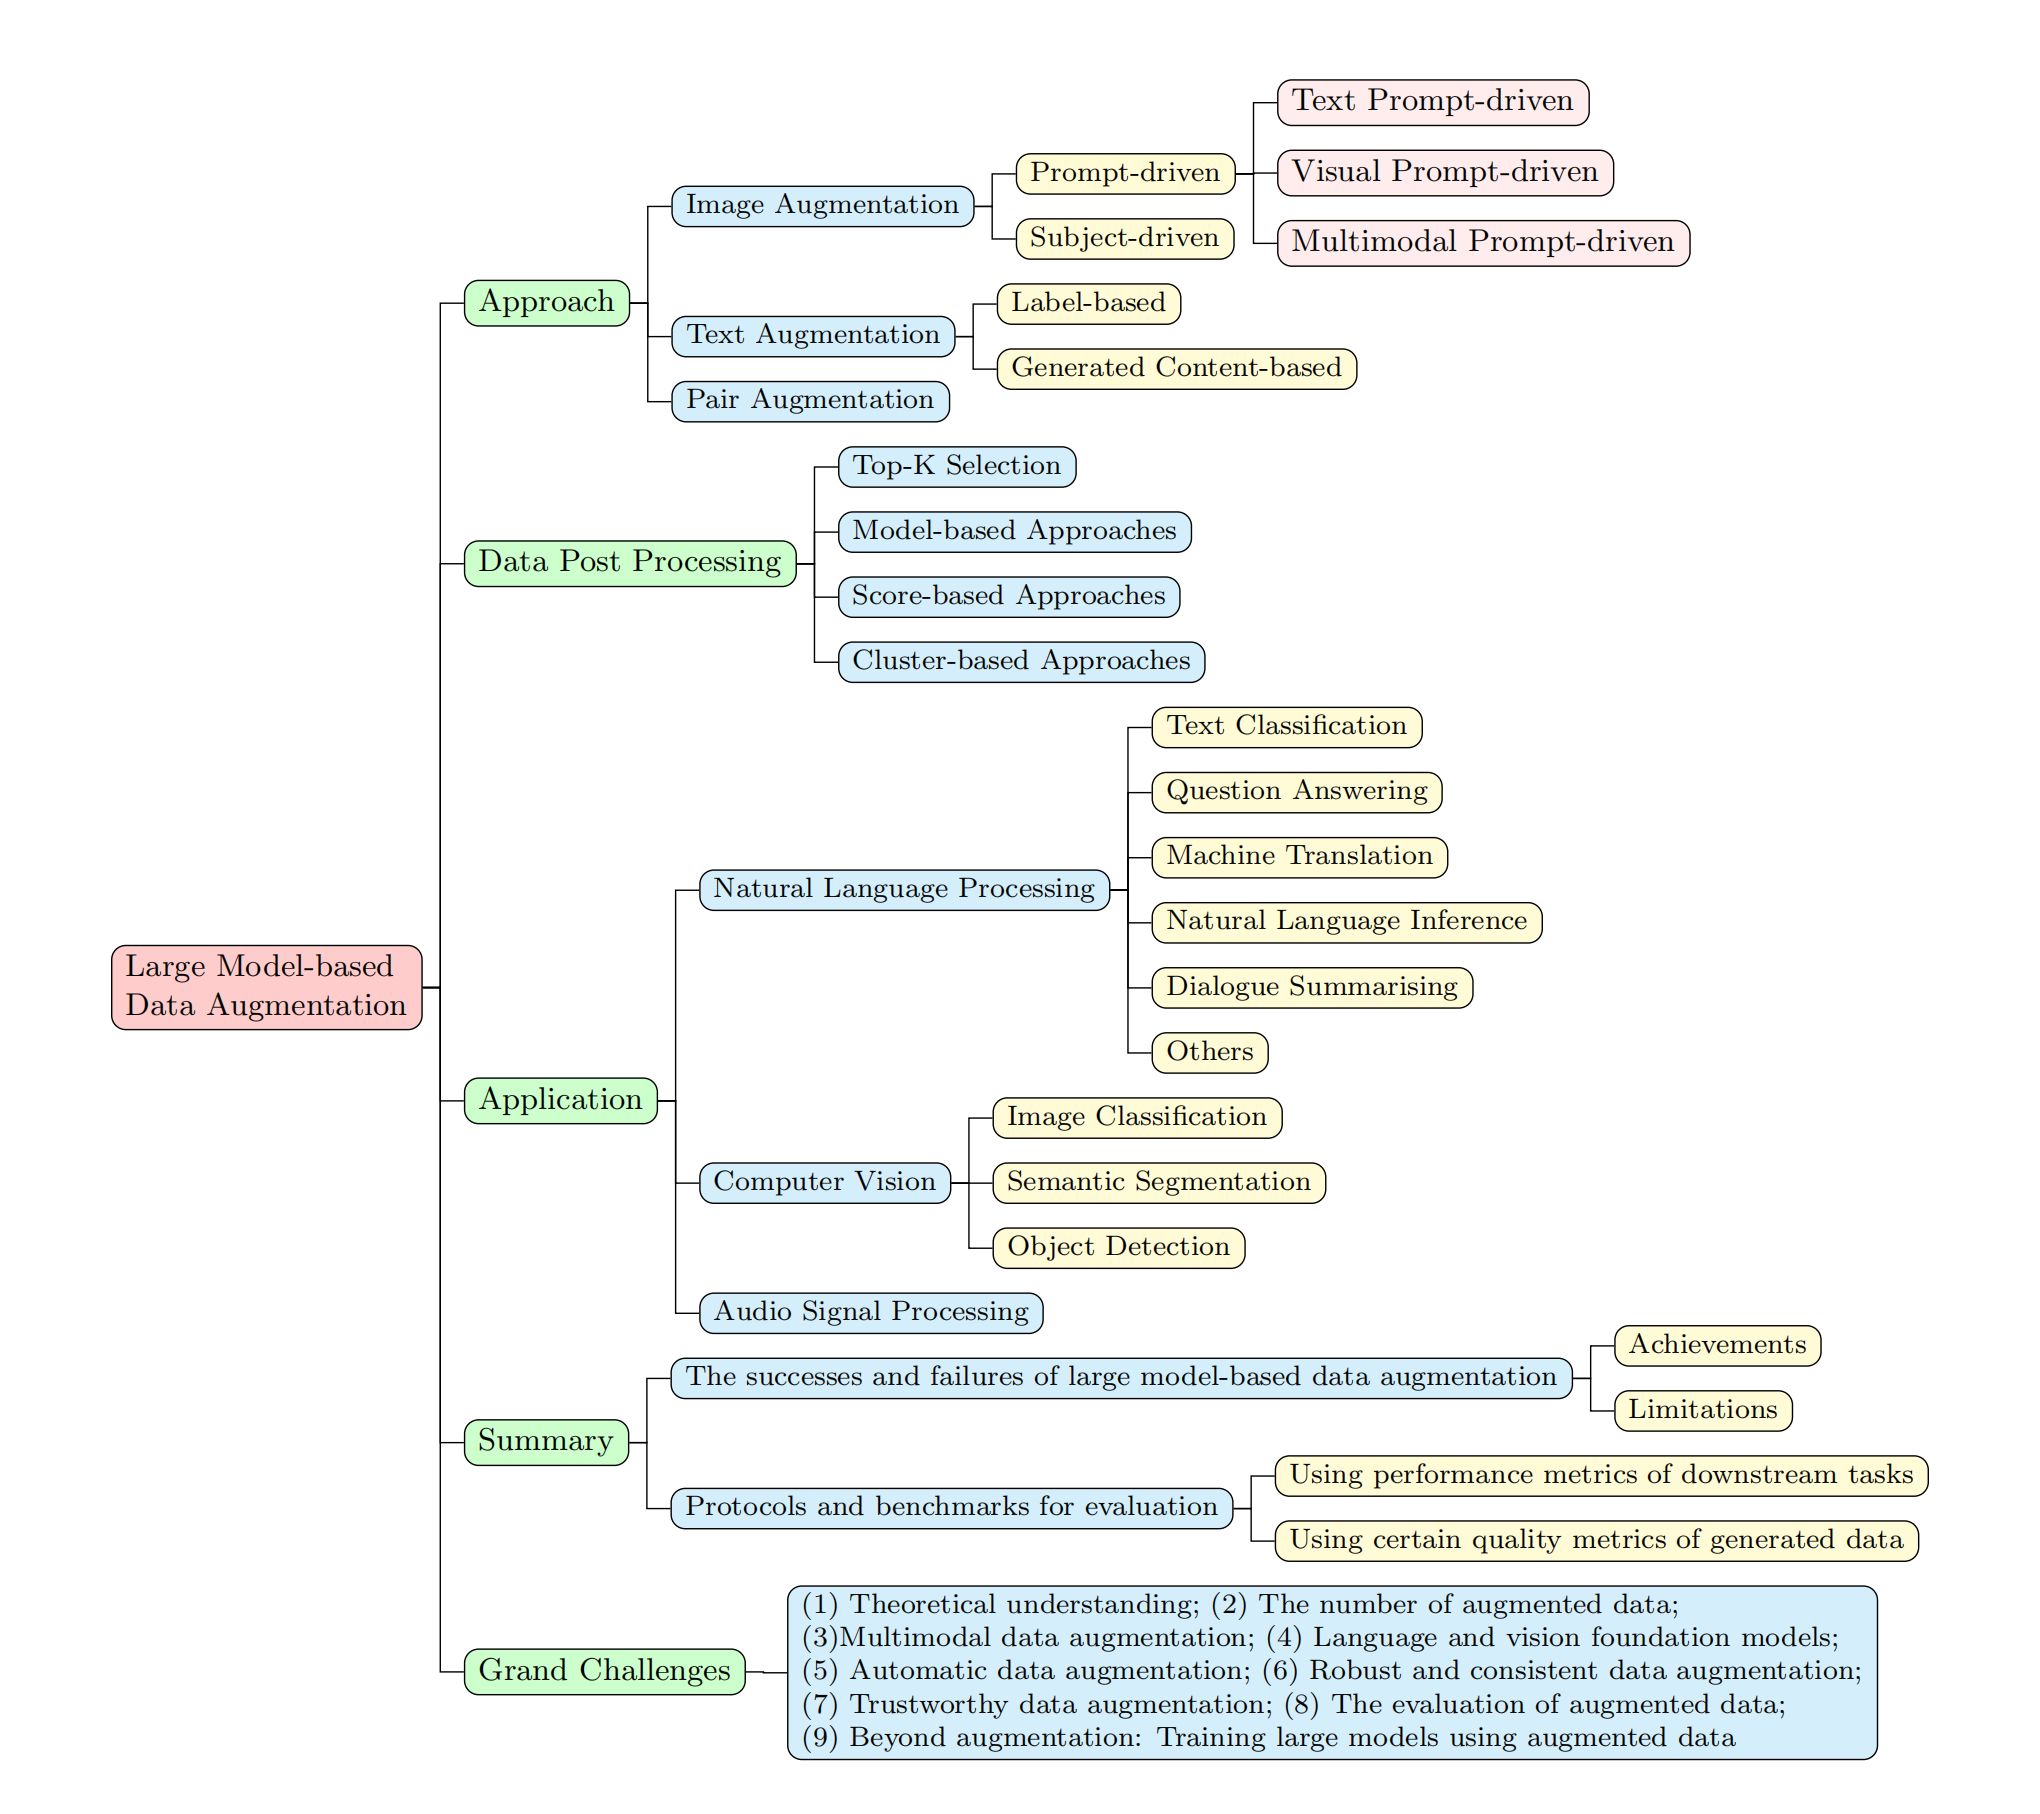 Large Model-based
Data Augmentation
Approach
Image Augmentation
Prompt-driven
Text Prompt-driven
Visual Prompt-driven
Multimodal Prompt-driven
Subject-driven
Text Augmentation
Label-based
Generated Content-based
Pair Augmentation
Data Post Processing
Top-K Selection
Model-based Approaches
Score-based Approaches
Cluster-based Approaches
Application
Natural Language Processing
Text Classification
Question Answering
Machine Translation
Natural Language Inference
Dialogue Summarising
Others
Computer Vision
Image Classification
Semantic Segmentation
Object Detection
Audio Signal Processing
Summary
The successes and failures of large model-based data augmentation
Achievements
Limitations
Protocols and benchmarks for evaluation
Using performance metrics of downstream tasks
Using certain quality metrics of generated data
Grand Challenges
(1) Theoretical understanding; (2) The number of augmented data;
(3)Multimodal data augmentation; (4) Language and vision foundation models;
(5) Automatic data augmentation; (6) Robust and consistent data augmentation;
(7) Trustworthy data augmentation; (8) The evaluation of augmented data;
(9) Beyond augmentation: Training large models using augmented data